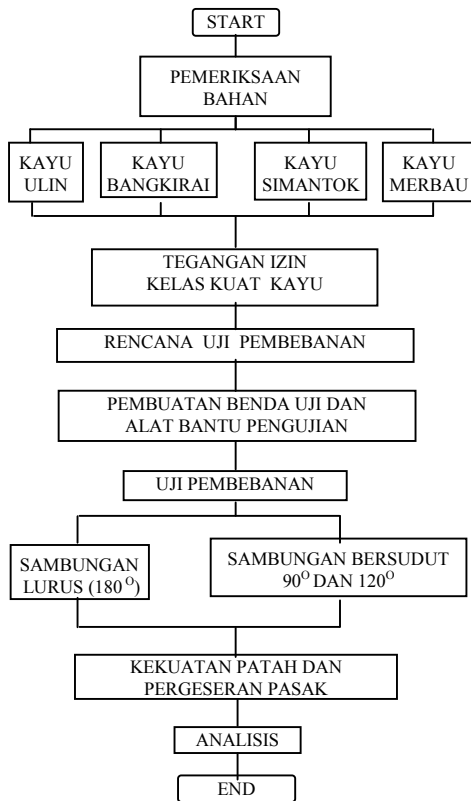 START
PEMERIKSAAN
BAHAN
KAYU
ULIN
KAYU
BANGKIRAI
KAYU
SIMANTOK
KAYU
MERBAU
TEGANGAN IZIN
KELAS KUAT KAYU
RENCANA UJI PEMBEBANAN
PEMBUATAN BENDA UJI DAN
ALAT BANTU PENGUJIAN
UJI PEMBEBANAN
SAMBUNGAN
LURUS (180 O)
SAMBUNGAN BERSUDUT
90O DAN 120O
KEKUATAN PATAH DAN
PERGESERAN PASAK
ANALISIS
END